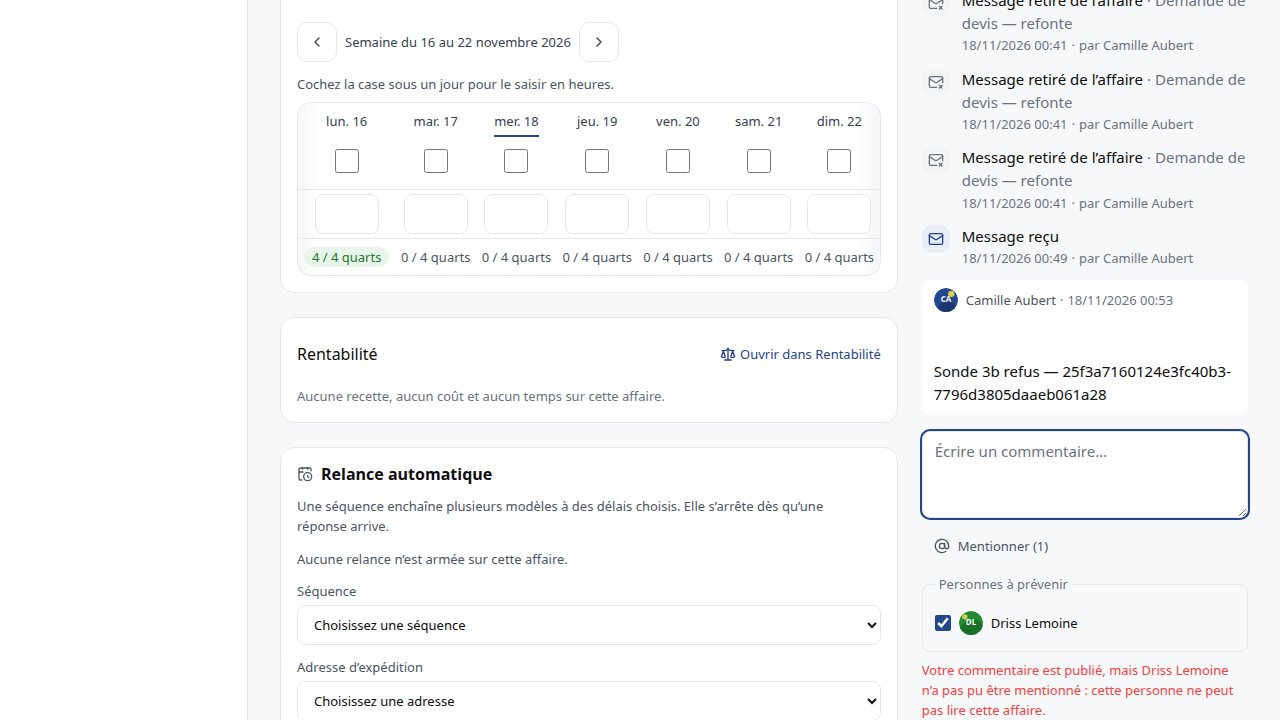 Semaine du 16 au 22 novembre 2026
Cochez la case sous un jour pour le saisir en heures.
lun. 16 mar. 17 mer. 18 jeu. 19 ven. 20 sam. 21 dim. 22
4 / 4 quarts 0 / 4 quarts 0 / 4 quarts 0 / 4 quarts 0 / 4 quarts 0 / 4 quarts 0 / 4 quarts
Rentabilité
Ouvrir dans Rentabilité
Aucune recette, aucun coût et aucun temps sur cette affaire.
Relance automatique
Une séquence enchaîne plusieurs modèles à des délais choisis. Elle s’arrête dès qu’une
réponse arrive.
Aucune relance n’est armée sur cette affaire.
Séquence
Choisissez une séquence
Adresse d’expédition
Choisissez une adresse
Message retiré de l’affaire · Demande de
devis — refonte
18/11/2026 00:41 · par Camille Aubert
Message retiré de l’affaire · Demande de
devis — refonte
18/11/2026 00:41 · par Camille Aubert
Message retiré de l’affaire · Demande de
devis — refonte
18/11/2026 00:41 · par Camille Aubert
Message reçu
18/11/2026 00:49 · par Camille Aubert
CA Camille Aubert · 18/11/2026 00:53
Sonde 3b refus — 25f3a7160124e3fc40b3-
7796d3805daaeb061a28
Écrire un commentaire…
Mentionner (1)
Personnes à prévenir
DL Driss Lemoine
Votre commentaire est publié, mais Driss Lemoine
n’a pas pu être mentionné : cette personne ne peut
pas lire cette affaire.